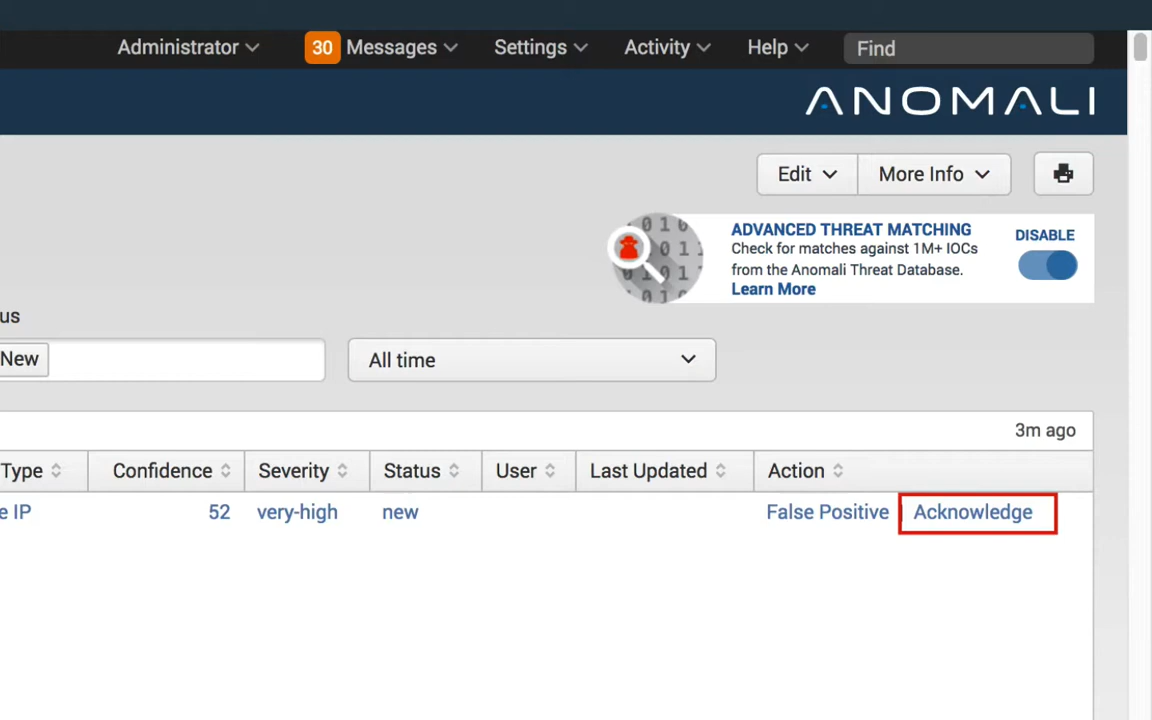 Administrator 30 Messages Settings Activity Help Find
ANOMALI
Edit More Info
ADVANCED THREAT MATCHING
Check for matches against 1M+ IOCs
from the Anomali Threat Database.
Learn More
DISABLE
us
New All time
3m ago
Type Confidence Severity Status User Last Updated Action
e IP 52 very-high new False Positive Acknowledge